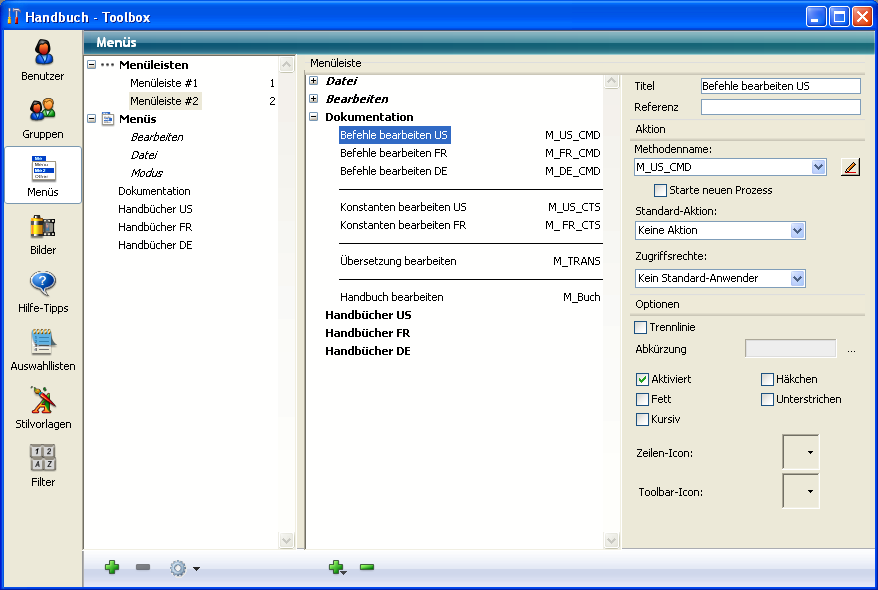 Handbuch - Toolbox
Menüs
Benutzer
Gruppen
Menüs
Bilder
Hilfe-Tipps
Auswahllisten
Stilvorlagen
Filter
Menüleisten
Menüleiste #1 1
Menüleiste #2 2
Menüs
Bearbeiten
Datei
Modus
Dokumentation
Handbücher US
Handbücher FR
Handbücher DE
Menüleiste
Datei
Bearbeiten
Dokumentation
Befehle bearbeiten US M_US_CMD
Befehle bearbeiten FR M_FR_CMD
Befehle bearbeiten DE M_DE_CMD
Konstanten bearbeiten US M_US_CTS
Konstanten bearbeiten FR M_ FR_CTS
Übersetzung bearbeiten M_TRANS
Handbuch bearbeiten M_Buch
Handbücher US
Handbücher FR
Handbücher DE
Titel Befehle bearbeiten US
Referenz
Aktion
Methodenname:
M_US_CMD
Starte neuen Prozess
Standard-Aktion:
Keine Aktion
Zugriffsrechte:
Kein Standard-Anwender
Optionen
Trennlinie
Abkürzung ...
Aktiviert Häkchen
Fett Unterstrichen
Kursiv
Zeilen-Icon:
Toolbar-Icon: